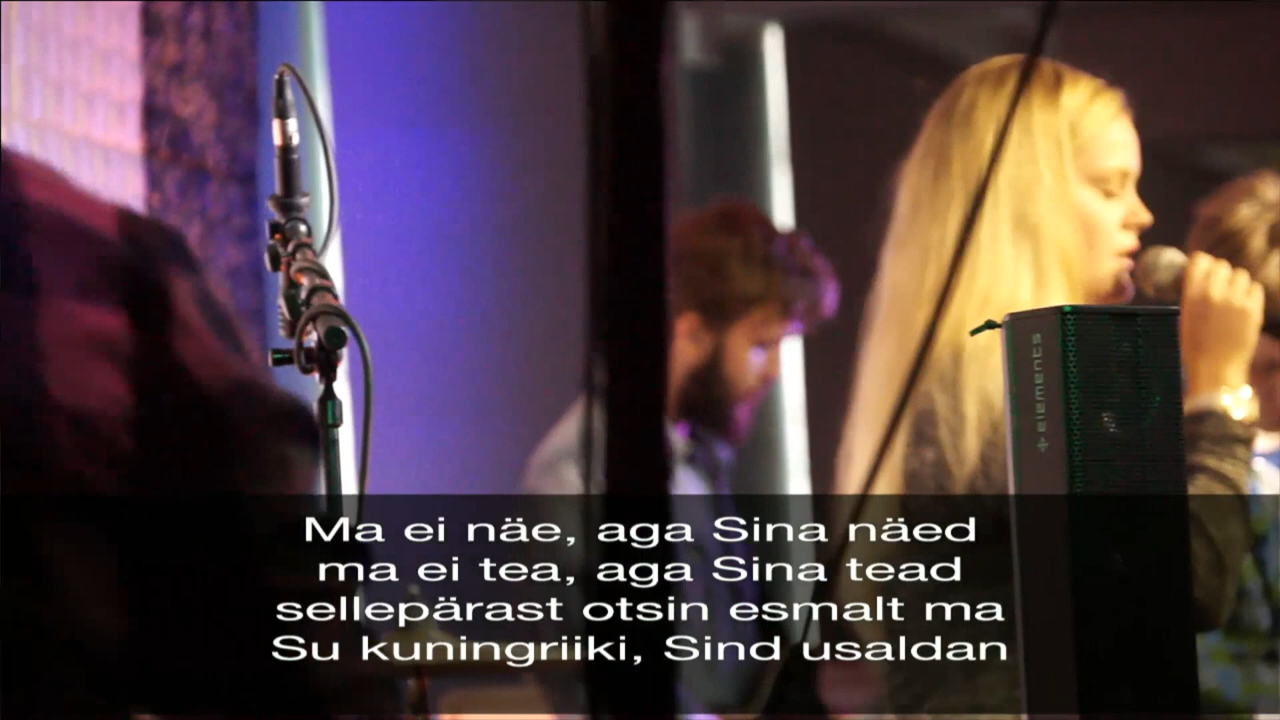 elements
Ma ei näe, aga Sina näed
ma ei tea, aga Sina tead
sellepärast otsin esmalt ma
Su kuningriiki, Sind usaldan